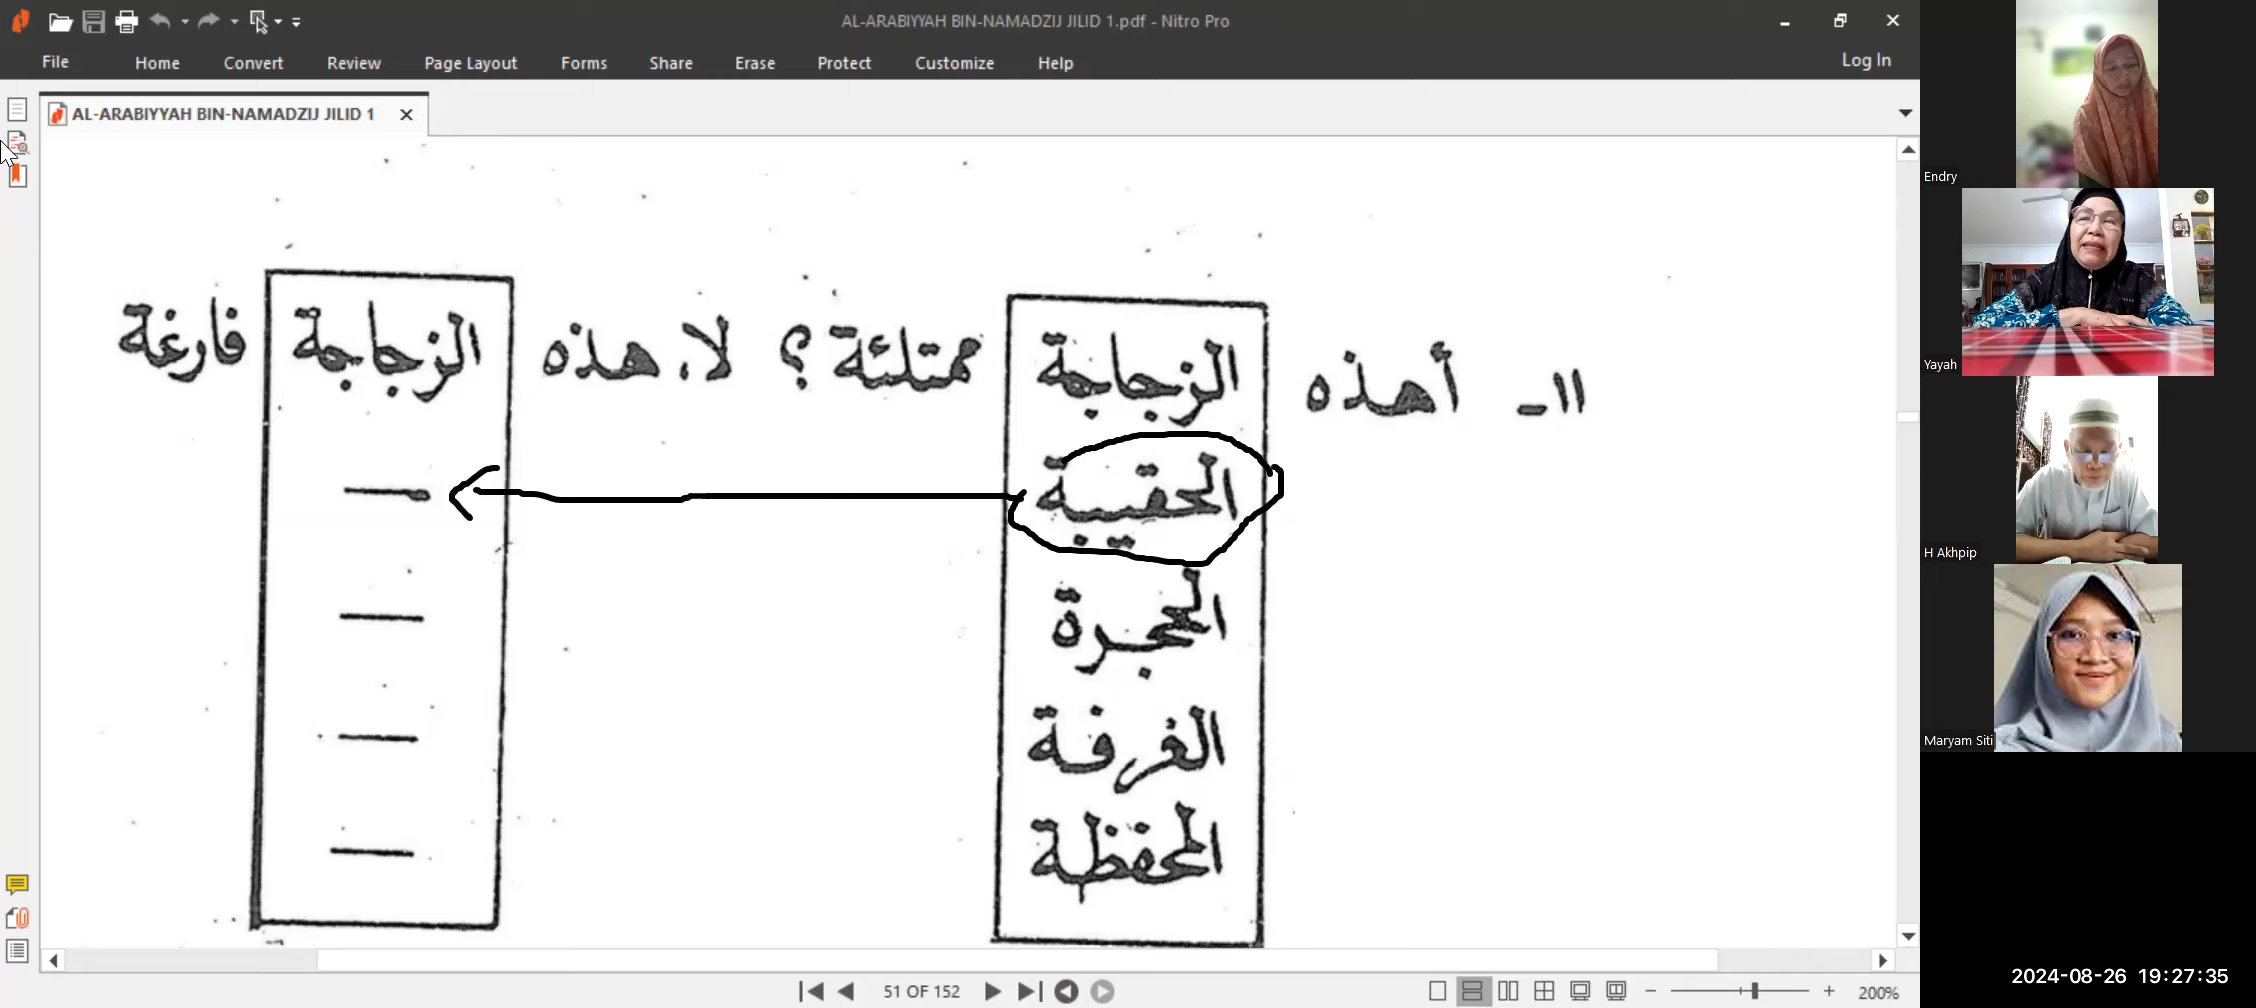 AL-ARABIYYAH BIN-NAMADZIJ JILID 1.pdf - Nitro Pro
File Home Convert Review Page Layout Forms Share Erase Protect Customize Help Log In
AL-ARABIYYAH BIN-NAMADZIJ JILID 1
١١- أهذه الزجاجة ممتلئة ؟ لا، هذه الزجاجة فارغة
الحقيبة
الحجرة
الغرفة
المحفظة
51 OF 152
200%
Endry
Yayah
H Akhpip
Maryam Siti
2024-08-26 19:27:35